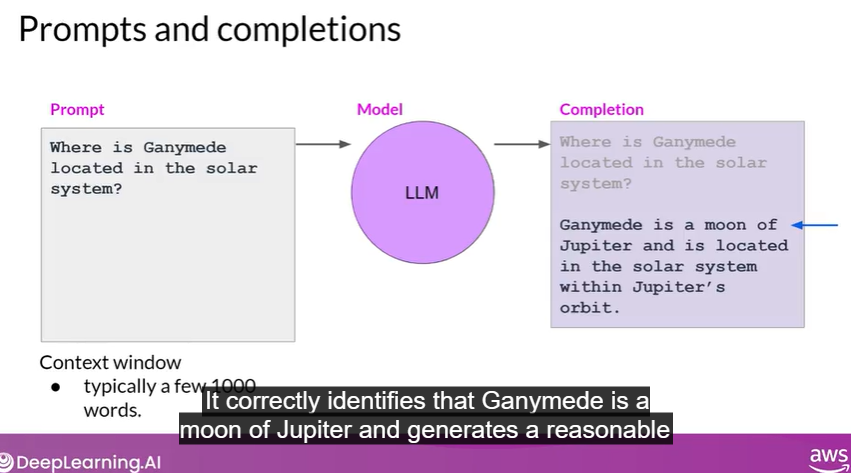 Prompts and completions
Prompt
Model
Completion
Where is Ganymede
located in the solar
system?
LLM
Where is Ganymede
located in the solar
system?
Ganymede is a moon of
Jupiter and is located
in the solar system
within Jupiter's
orbit.
Context window
● typically a few 1000
words.
It correctly identifies that Ganymede is a
moon of Jupiter and generates a reasonable
DeepLearning.AI
aws